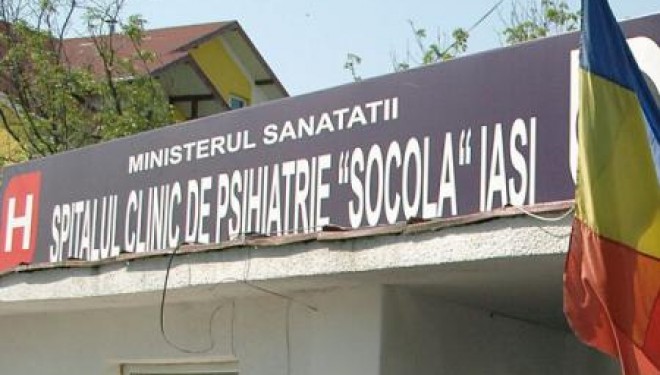 MINISTERUL SANATATII
H
SPITALUL CLINIC DE PSIHIATRIE "SOCOLA" IASI